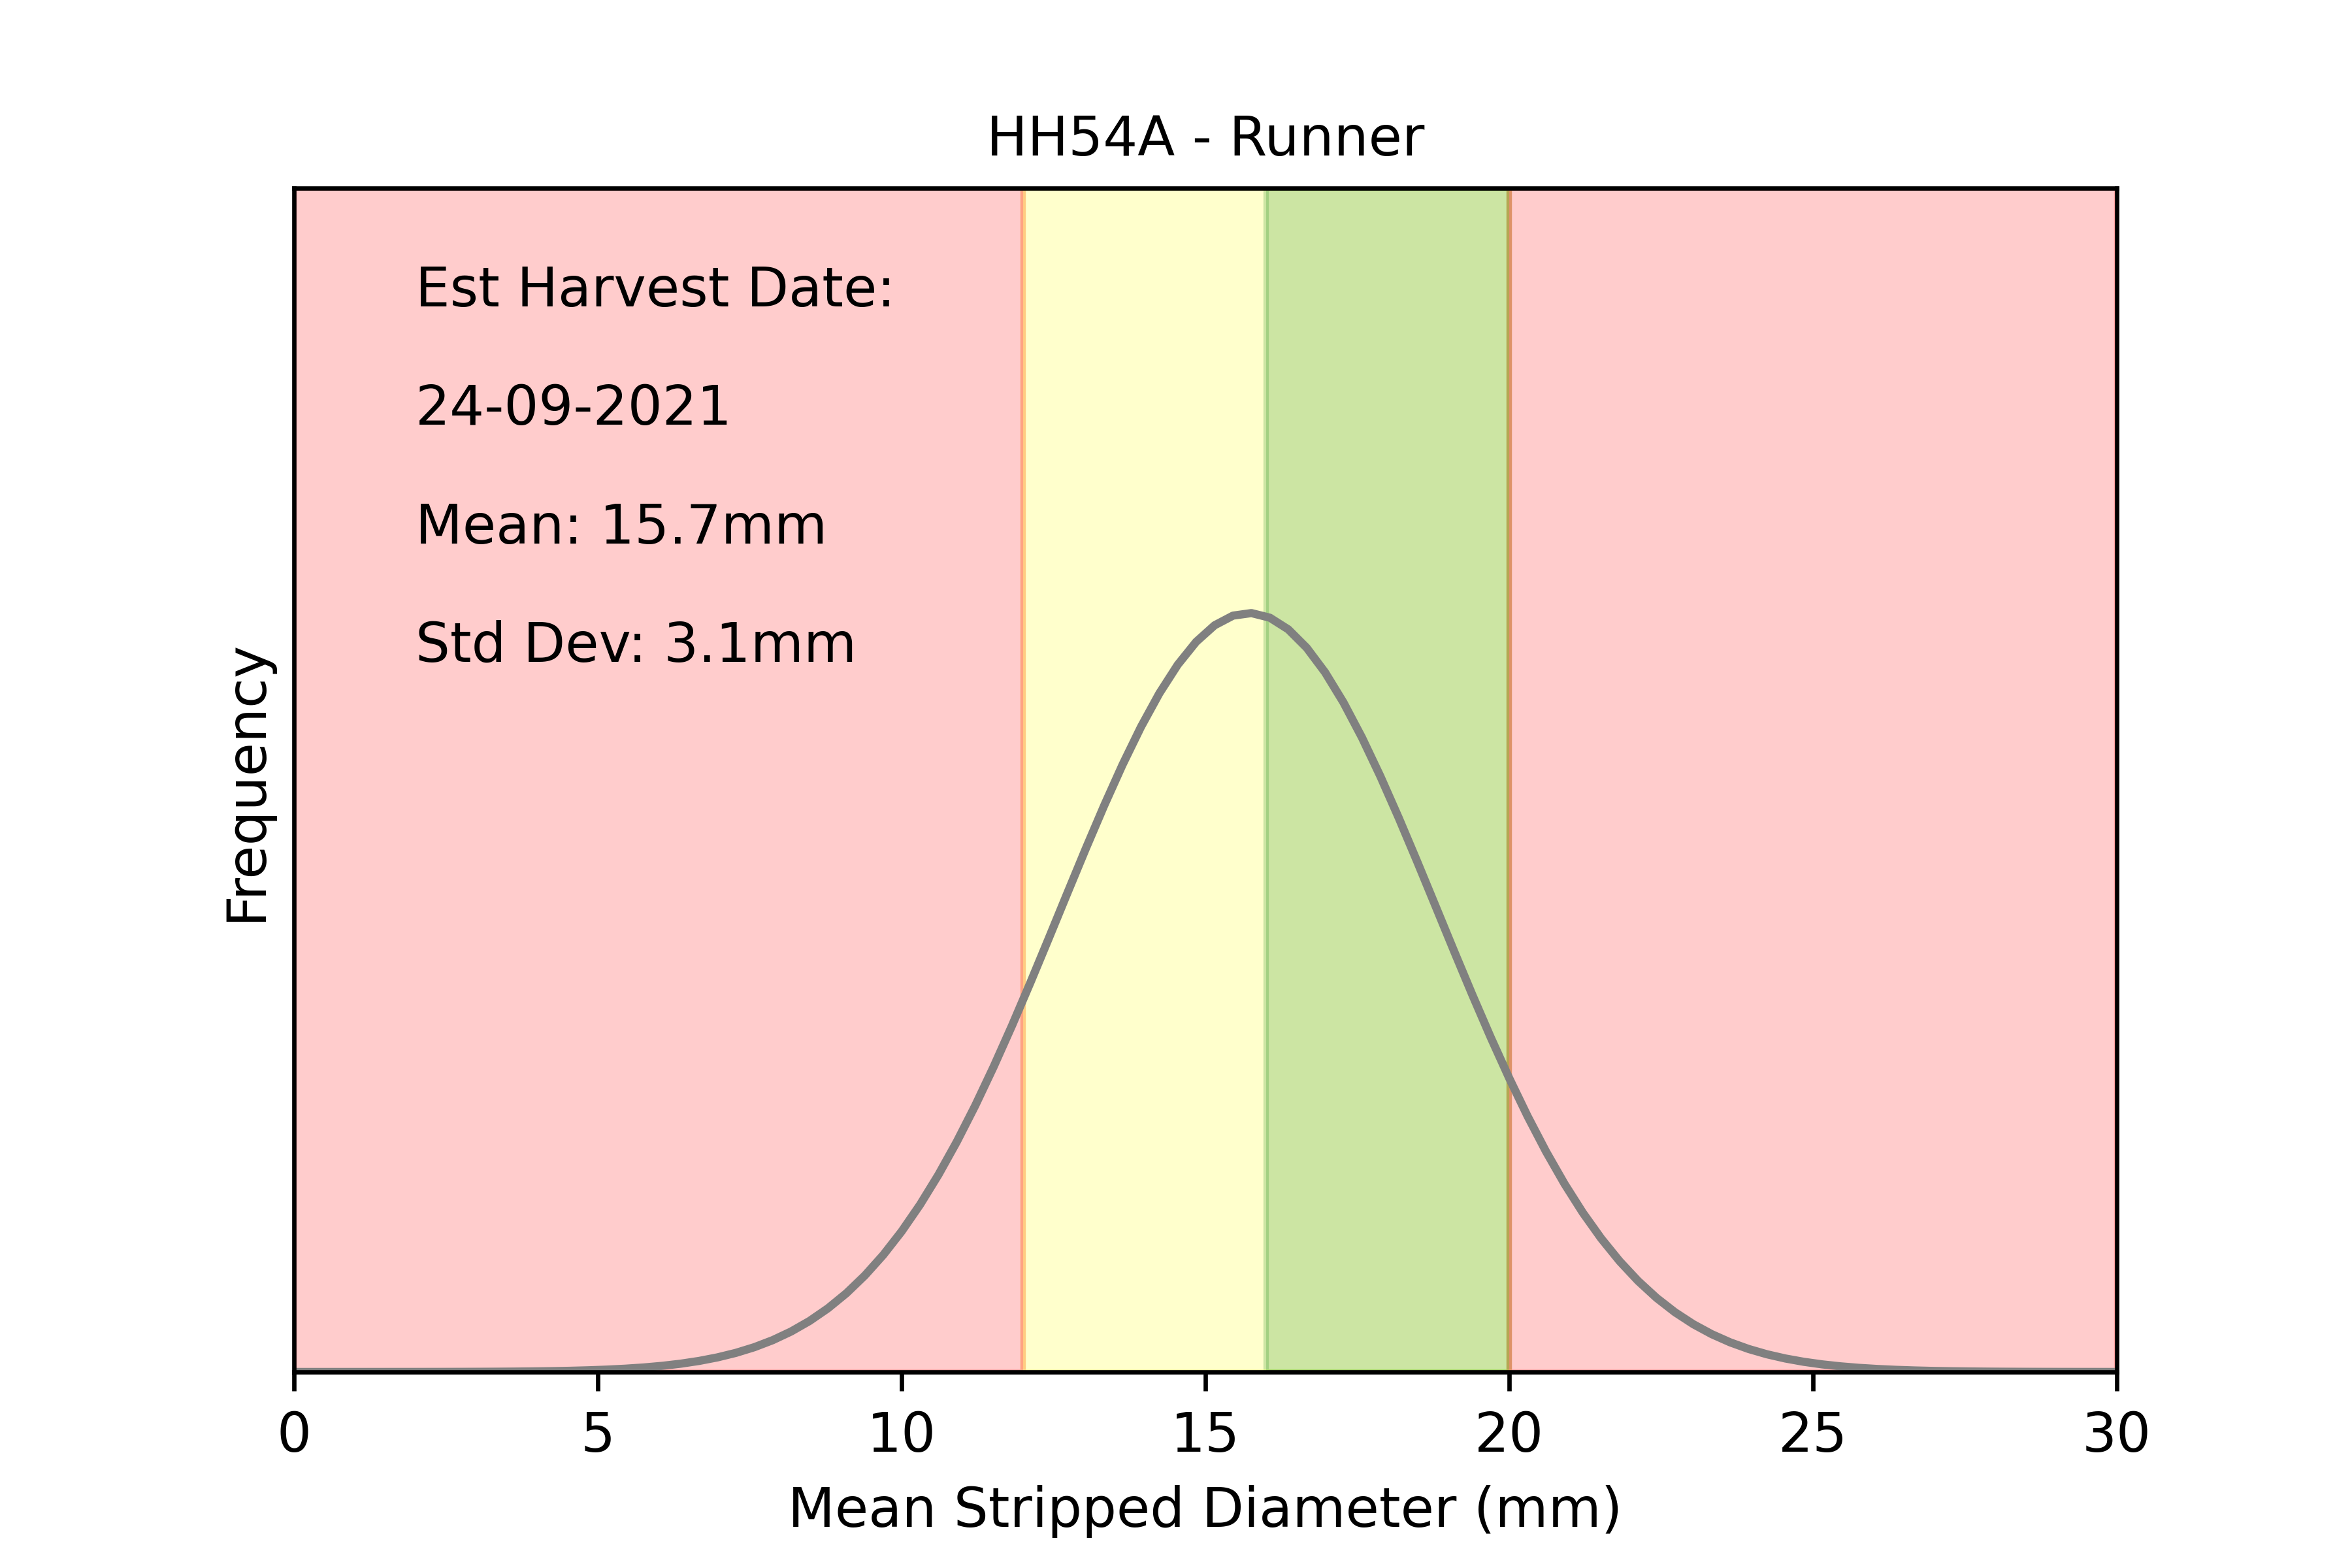 HH54A - Runner
Est Harvest Date:
24-09-2021
Mean: 15.7mm
Std Dev: 3.1mm
Frequency
0 5 10 15 20 25 30
Mean Stripped Diameter (mm)